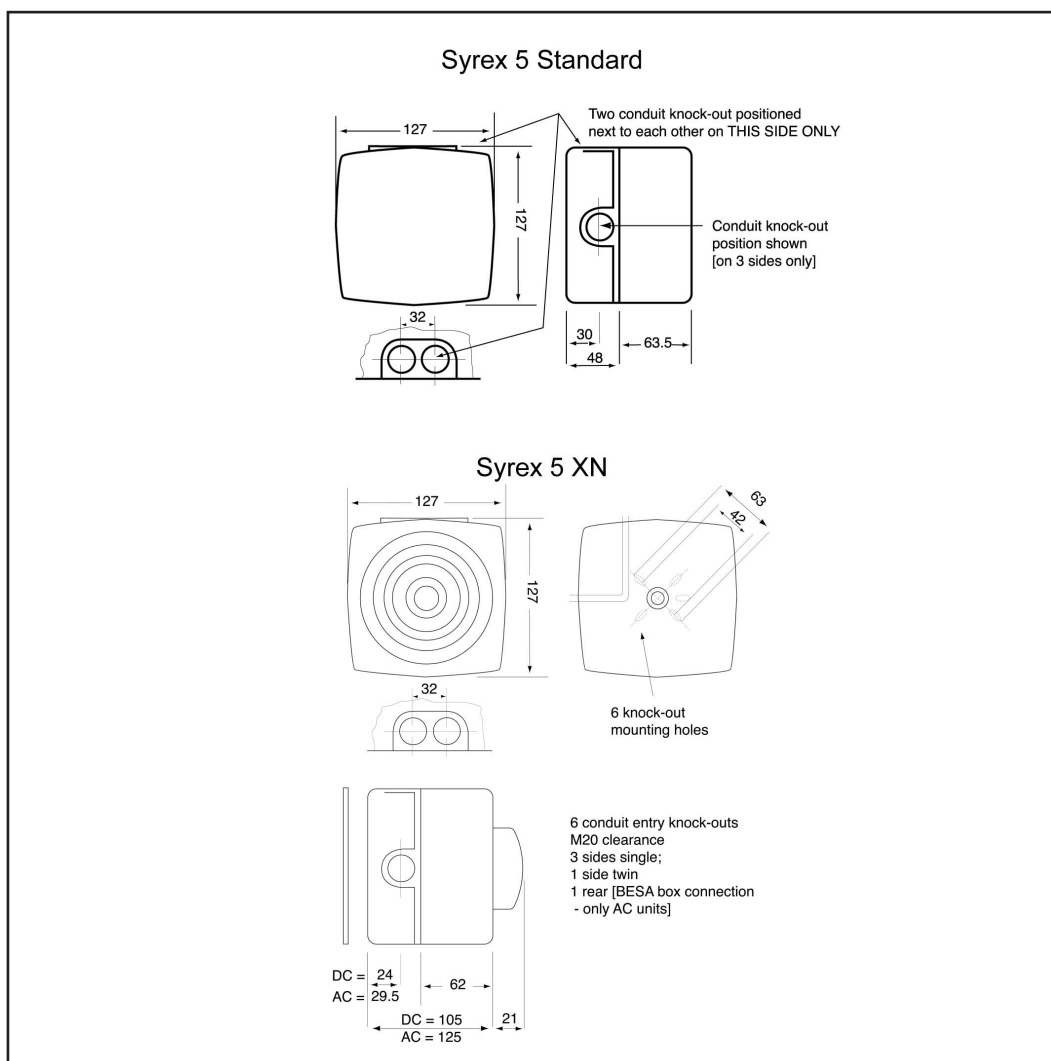 Syrex 5 Standard
Two conduit knock-out positioned
next to each other on THIS SIDE ONLY
127
127
Conduit knock-out
position shown
[on 3 sides only]
32
30
63.5
48
Syrex 5 XN
127
63
42
127
32
6 knock-out
mounting holes
6 conduit entry knock-outs
M20 clearance
3 sides single;
1 side twin
1 rear [BESA box connection
- only AC units]
DC = 24
62
AC = 29.5
DC = 105
21
AC = 125